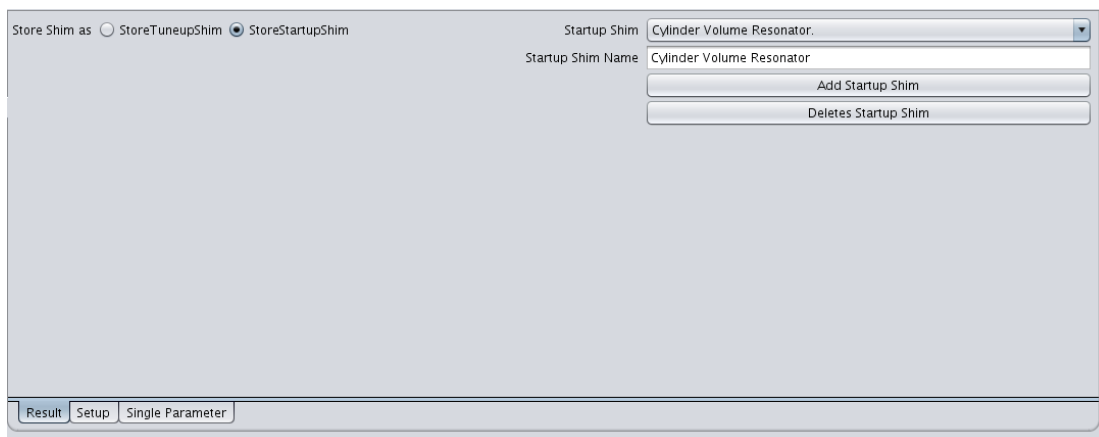 Store Shim as StoreTuneupShim StoreStartupShim
Startup Shim Cylinder Volume Resonator.
Startup Shim Name Cylinder Volume Resonator
Add Startup Shim
Deletes Startup Shim
Result Setup Single Parameter